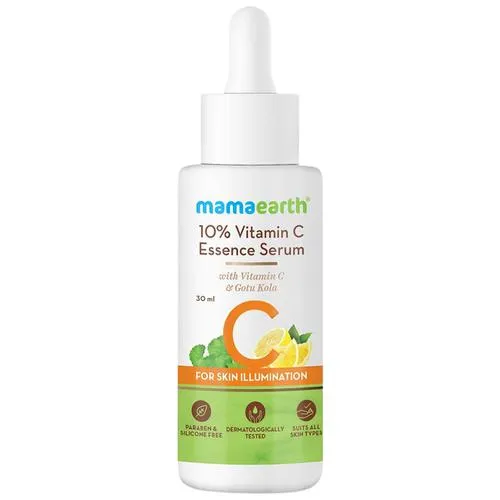 mamaearth®
10% Vitamin C
Essence Serum
with Vitamin C
& Gotu Kola
30 ml
C
FOR SKIN ILLUMINATION
PARABEN &
SILICONE FREE
DERMATOLOGICALLY
TESTED
SUITS ALL
SKIN TYPES